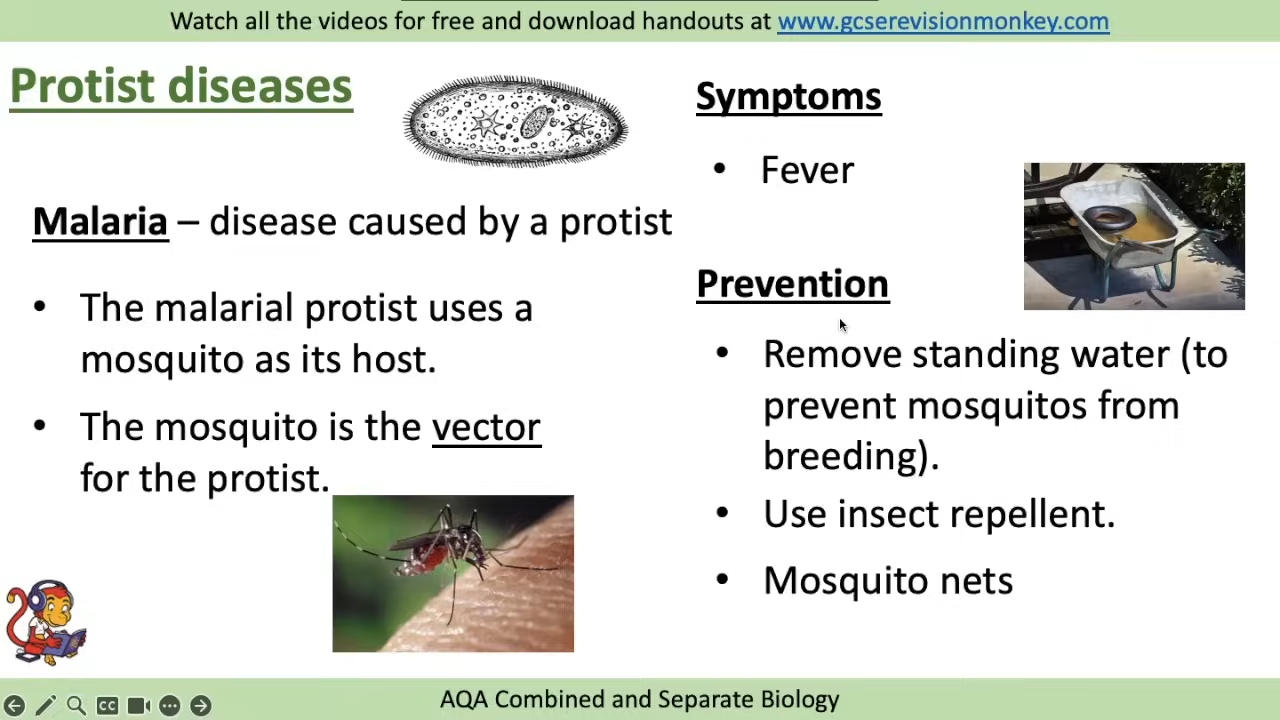 Watch all the videos for free and download handouts at www.gcserevisionmonkey.com
Protist diseases
Malaria – disease caused by a protist
• The malarial protist uses a
mosquito as its host.
• The mosquito is the vector
for the protist.
Symptoms
• Fever
Prevention
• Remove standing water (to
prevent mosquitos from
breeding).
• Use insect repellent.
• Mosquito nets
CC
AQA Combined and Separate Biology